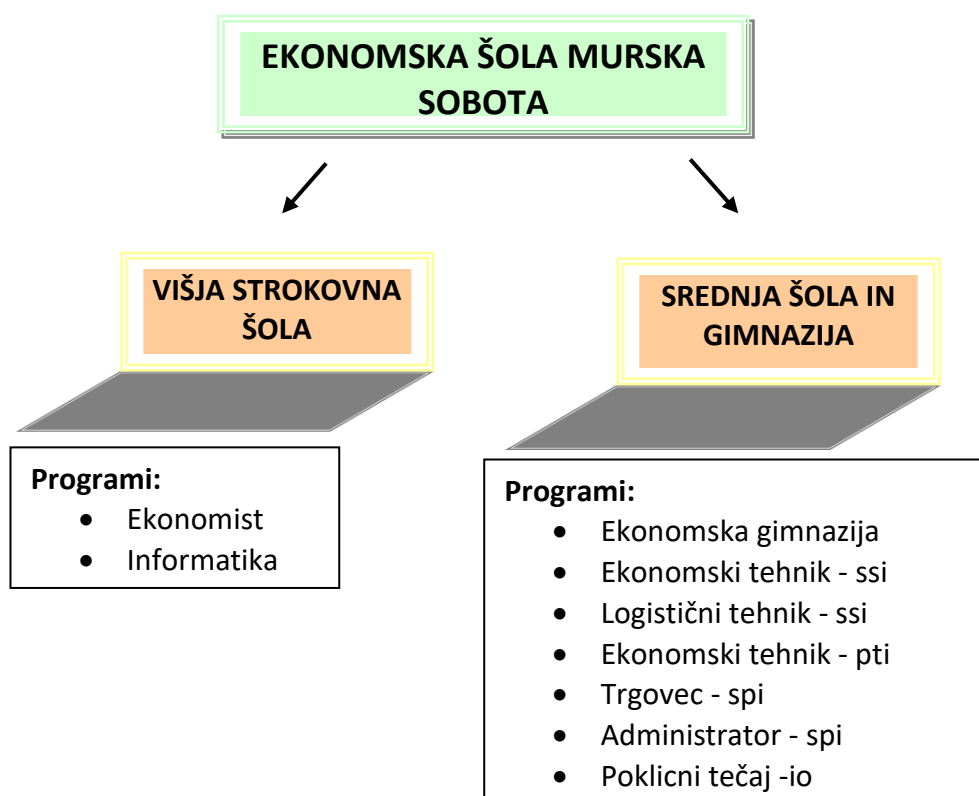 EKONOMSKA ŠOLA MURSKA
SOBOTA
VIŠJA STROKOVNA
ŠOLA
SREDNJA ŠOLA IN
GIMNAZIJA
Programi:
• Ekonomist
• Informatika
Programi:
• Ekonomska gimnazija
• Ekonomski tehnik - ssi
• Logistični tehnik - ssi
• Ekonomski tehnik - pti
• Trgovec - spi
• Administrator - spi
• Poklicni tečaj -io